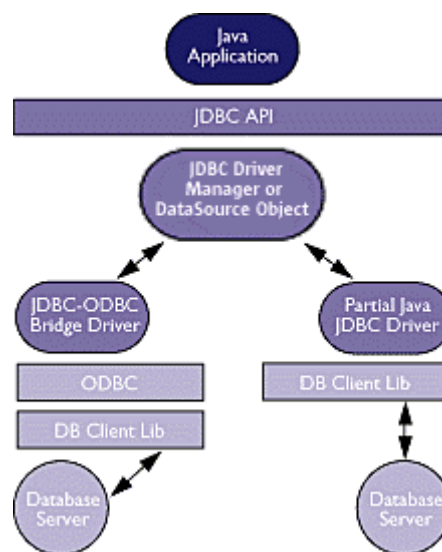 Java
Application
JDBC API
JDBC Driver
Manager or
DataSource Object
JDBC-ODBC
Bridge Driver
Partial Java
JDBC Driver
ODBC
DB Client Lib
DB Client Lib
Database
Server
Database
Server